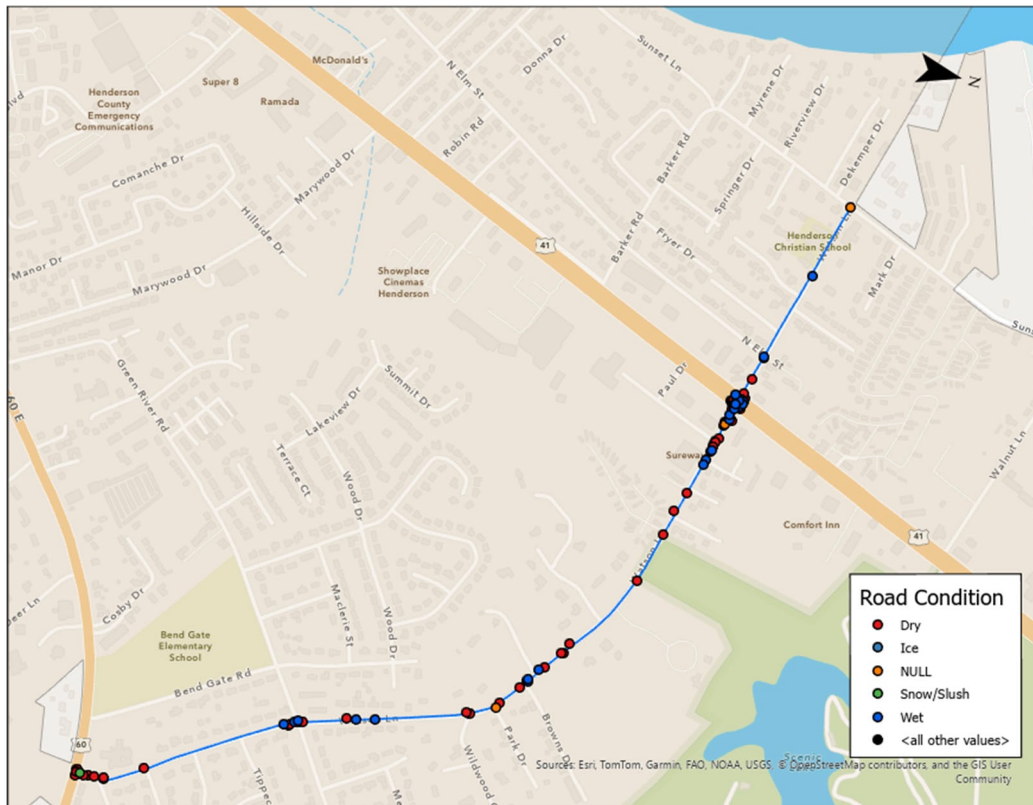 McDonald's
Super 8
Ramada
Henderson
County
Emergency
Communications
Comanche Dr
Hillside Dr
Marywood Dr
Manor Dr
Marywood Dr
N Elm St
Donna Dr
Robin Rd
Sunset Ln
Myrene Dr
Riverview Dr
Dekemper Dr
Barker Rd
Springer Dr
Barker Rd
Fryer Dr
Henderson
Christian School
Mark Dr
N
41
Showplace
Cinemas
Henderson
Paul Dr
Green River Rd
Lakeview Dr
Summit Dr
Terrace Ct
Wood Dr
Walnut Ln
Comfort Inn
41
60 E
Cosby Dr
Maclerie St
Wood Dr
Bend Gate
Elementary
School
Bend Gate Rd
60
Park Dr
Road Condition
Dry
Ice
NULL
Snow/Slush
Wet
<all other values>
Sources: Esri, TomTom, Garmin, FAO, NOAA, USGS, © OpenStreetMap contributors, and the GIS User
Community